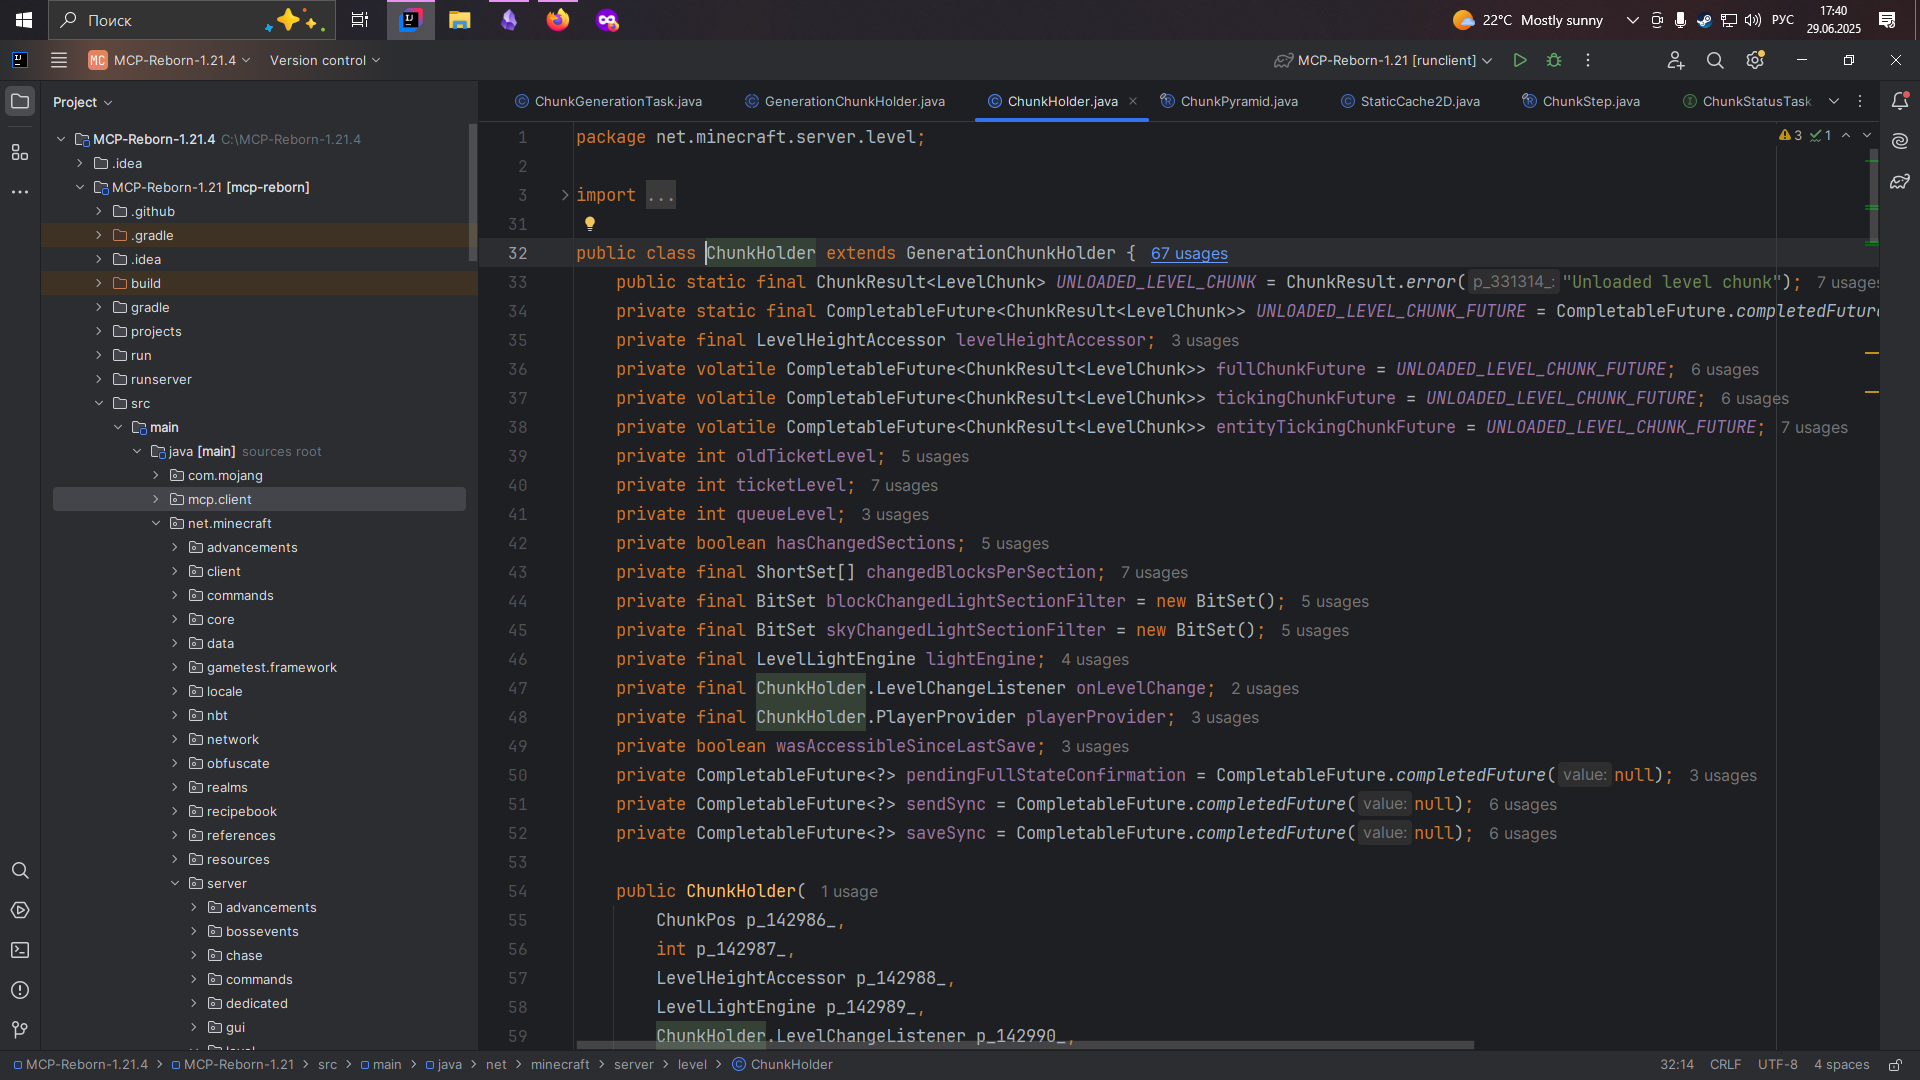 Поиск
22°C Mostly sunny
РУС
17:40
29.06.2025
MC MCP-Reborn-1.21.4
Version control
MCP-Reborn-1.21 [runclient]
Project
ChunkGenerationTask.java
GenerationChunkHolder.java
ChunkHolder.java
ChunkPyramid.java
StaticCache2D.java
ChunkStep.java
ChunkStatusTask
MCP-Reborn-1.21.4 C:\MCP-Reborn-1.21.4
.idea
MCP-Reborn-1.21 [mcp-reborn]
.github
.gradle
.idea
build
gradle
projects
run
runserver
src
main
java [main] sources root
com.mojang
mcp.client
net.minecraft
advancements
client
commands
core
data
gametest.framework
locale
nbt
network
obfuscate
realms
recipebook
references
resources
server
advancements
bossevents
chase
commands
dedicated
gui
level
3 1
1 package net.minecraft.server.level;
2
3 import ...
31
32 public class ChunkHolder extends GenerationChunkHolder { 67 usages
33 public static final ChunkResult<LevelChunk> UNLOADED_LEVEL_CHUNK = ChunkResult.error( p_331314_: "Unloaded level chunk"); 7 usages
34 private static final CompletableFuture<ChunkResult<LevelChunk>> UNLOADED_LEVEL_CHUNK_FUTURE = CompletableFuture.completedFuture
35 private final LevelHeightAccessor levelHeightAccessor; 3 usages
36 private volatile CompletableFuture<ChunkResult<LevelChunk>> fullChunkFuture = UNLOADED_LEVEL_CHUNK_FUTURE; 6 usages
37 private volatile CompletableFuture<ChunkResult<LevelChunk>> tickingChunkFuture = UNLOADED_LEVEL_CHUNK_FUTURE; 6 usages
38 private volatile CompletableFuture<ChunkResult<LevelChunk>> entityTickingChunkFuture = UNLOADED_LEVEL_CHUNK_FUTURE; 7 usages
39 private int oldTicketLevel; 5 usages
40 private int ticketLevel; 7 usages
41 private int queueLevel; 3 usages
42 private boolean hasChangedSections; 5 usages
43 private final ShortSet[] changedBlocksPerSection; 7 usages
44 private final BitSet blockChangedLightSectionFilter = new BitSet(); 5 usages
45 private final BitSet skyChangedLightSectionFilter = new BitSet(); 5 usages
46 private final LevelLightEngine lightEngine; 4 usages
47 private final ChunkHolder.LevelChangeListener onLevelChange; 2 usages
48 private final ChunkHolder.PlayerProvider playerProvider; 3 usages
49 private boolean wasAccessibleSinceLastSave; 3 usages
50 private CompletableFuture<?> pendingFullStateConfirmation = CompletableFuture.completedFuture( value: null); 3 usages
51 private CompletableFuture<?> sendSync = CompletableFuture.completedFuture( value: null); 6 usages
52 private CompletableFuture<?> saveSync = CompletableFuture.completedFuture( value: null); 6 usages
53
54 public ChunkHolder( 1 usage
55 ChunkPos p_142986_,
56 int p_142987_,
57 LevelHeightAccessor p_142988_,
58 LevelLightEngine p_142989_,
59 ChunkHolder.LevelChangeListener p_142990_,
MCP-Reborn-1.21.4 > MCP-Reborn-1.21 > src > main > java > net > minecraft > server > level > ChunkHolder
32:14 CRLF UTF-8 4 spaces